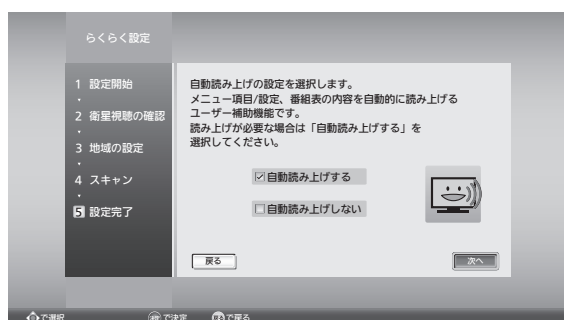 らくらく設定
1 設定開始
2 衛星視聴の確認
3 地域の設定
4 スキャン
5 設定完了
自動読み上げの設定を選択します。
メニュー項目/設定、番組表の内容を自動的に読み上げる
ユーザー補助機能です。
読み上げが必要な場合は「自動読み上げする」を
選択してください。
自動読み上げする
自動読み上げしない
戻る
次へ
で選択 決定 で決定 戻る で戻る